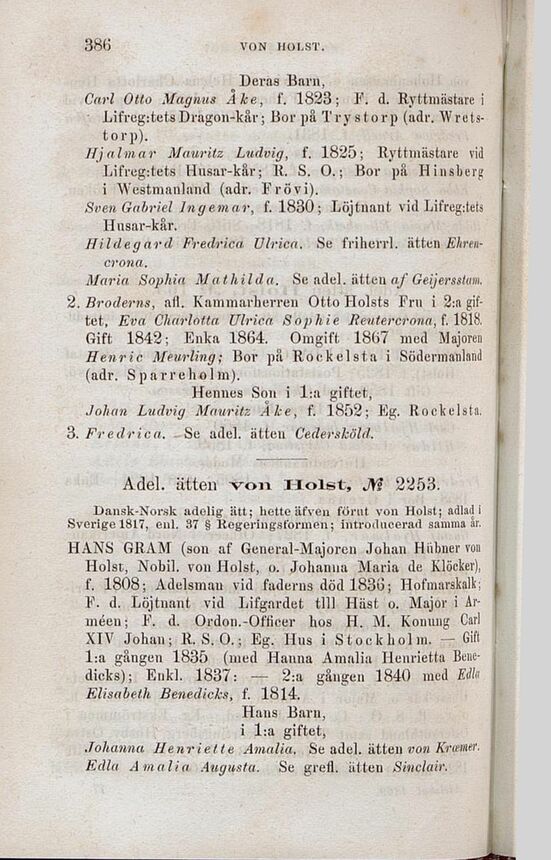 386 VON HOLST.
Deras Barn,
Carl Otto Magnus Åke, f. 1823; F. d. Ryttmästare i
Lifreg:tets Dragon-kår; Bor på Trystorp (adr. Wrets-
torp).
Hjalmar Mauritz Ludvig, f. 1825; Ryttmästare vid
Lifreg:tets Husar-kår; R. S. O.; Bor på Hinsberg
i Westmanland (adr. Frövi).
Sven Gabriel Ingemar, f. 1830; Löjtnant vid Lifreg:tets
Husar-kår.
Hildegard Fredrica Ulrica. Se friherrl. ätten Ehren-
crona.
Maria Sophia Mathilda. Se adel. ätten af Geijersstam.
2. Broderns, afl. Kammarherren Otto Holsts Fru i 2:a gif-
tet, Eva Charlotta Ulrica Sophie Reutercrona, f. 1818.
Gift 1842; Enka 1864. Omgift 1867 med Majoren
Henric Meurling; Bor på Rockelsta i Södermanland
(adr. Sparreholm).
Hennes Son i 1:a giftet,
Johan Ludvig Mauritz Åke, f. 1852; Eg. Rockelsta.
3. Fredrica. Se adel. ätten Cedersköld.
Adel. ätten von Holst, № 2253.
Dansk-Norsk adelig ätt; hette äfven förut von Holst; adlad i
Sverige 1817, enl. 37 § Regeringsformen; introducerad samma år.
HANS GRAM (son af General-Majoren Johan Hübner von
Holst, Nobil. von Holst, o. Johanna Maria de Klöcker),
f. 1808; Adelsman vid faderns död 1836; Hofmarskalk;
F. d. Löjtnant vid Lifgardet tlll Häst o. Major i Ar-
méen; F. d. Ordon.-Officer hos H. M. Konung Carl
XIV Johan; R. S. O.; Eg. Hus i Stockholm. — Gift
1:a gången 1835 (med Hanna Amalia Henrietta Bene-
dicks); Enkl. 1837: — 2:a gången 1840 med Edla
Elisabeth Benedicks, f. 1814.
Hans Barn,
i 1:a giftet,
Johanna Henriette Amalia. Se adel. ätten von Kræmer.
Edla Amalia Augusta. Se grefl. ätten Sinclair.